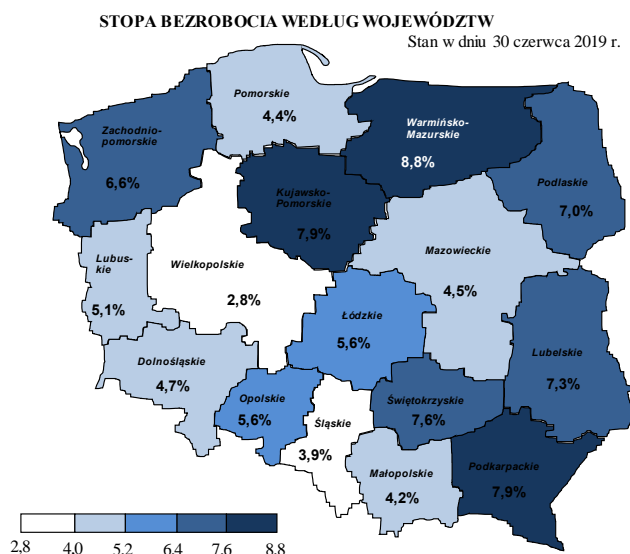 STOPA BEZROBOCIA WEDŁUG WOJEWÓDZTW
Stan w dniu 30 czerwca 2019 r.
Pomorskie
4,4%
Warmińsko-
Mazurskie
8,8%
Zachodnio-
pomorskie
6,6%
Podlaskie
7,0%
Kujawsko-
Pomorskie
7,9%
Mazowieckie
4,5%
Lubus-
kie
5,1%
Wielkopolskie
2,8%
Łódzkie
5,6%
Lubelskie
7,3%
Dolnośląskie
4,7%
Opolskie
5,6%
Śląskie
3,9%
Świętokrzyskie
7,6%
Małopolskie
4,2%
Podkarpackie
7,9%
2,8 4,0 5,2 6,4 7,6 8,8